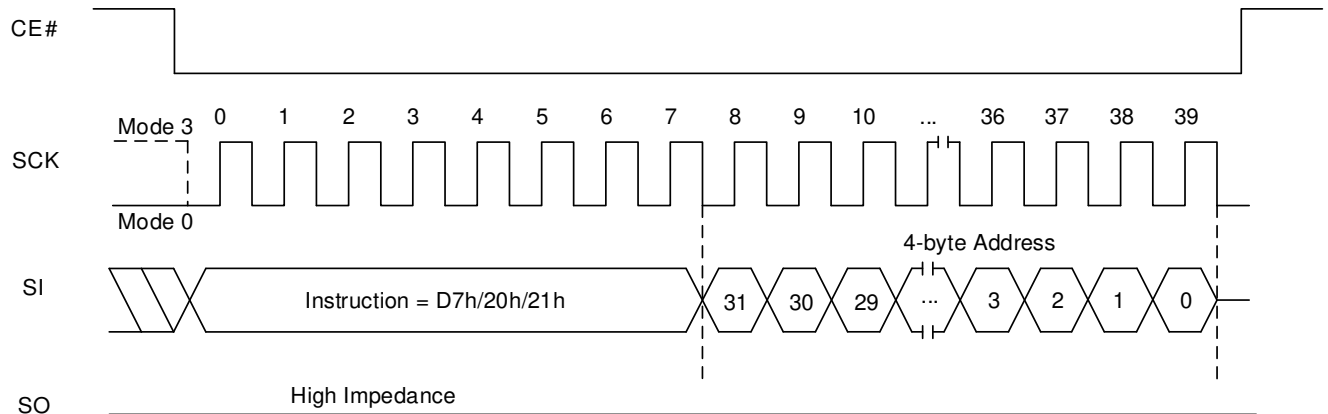 CE#
0 1 2 3 4 5 6 7 8 9 10 ... 36 37 38 39
Mode 3
SCK
Mode 0
4-byte Address
SI
Instruction = D7h/20h/21h 31 30 29 ... 3 2 1 0
High Impedance
SO